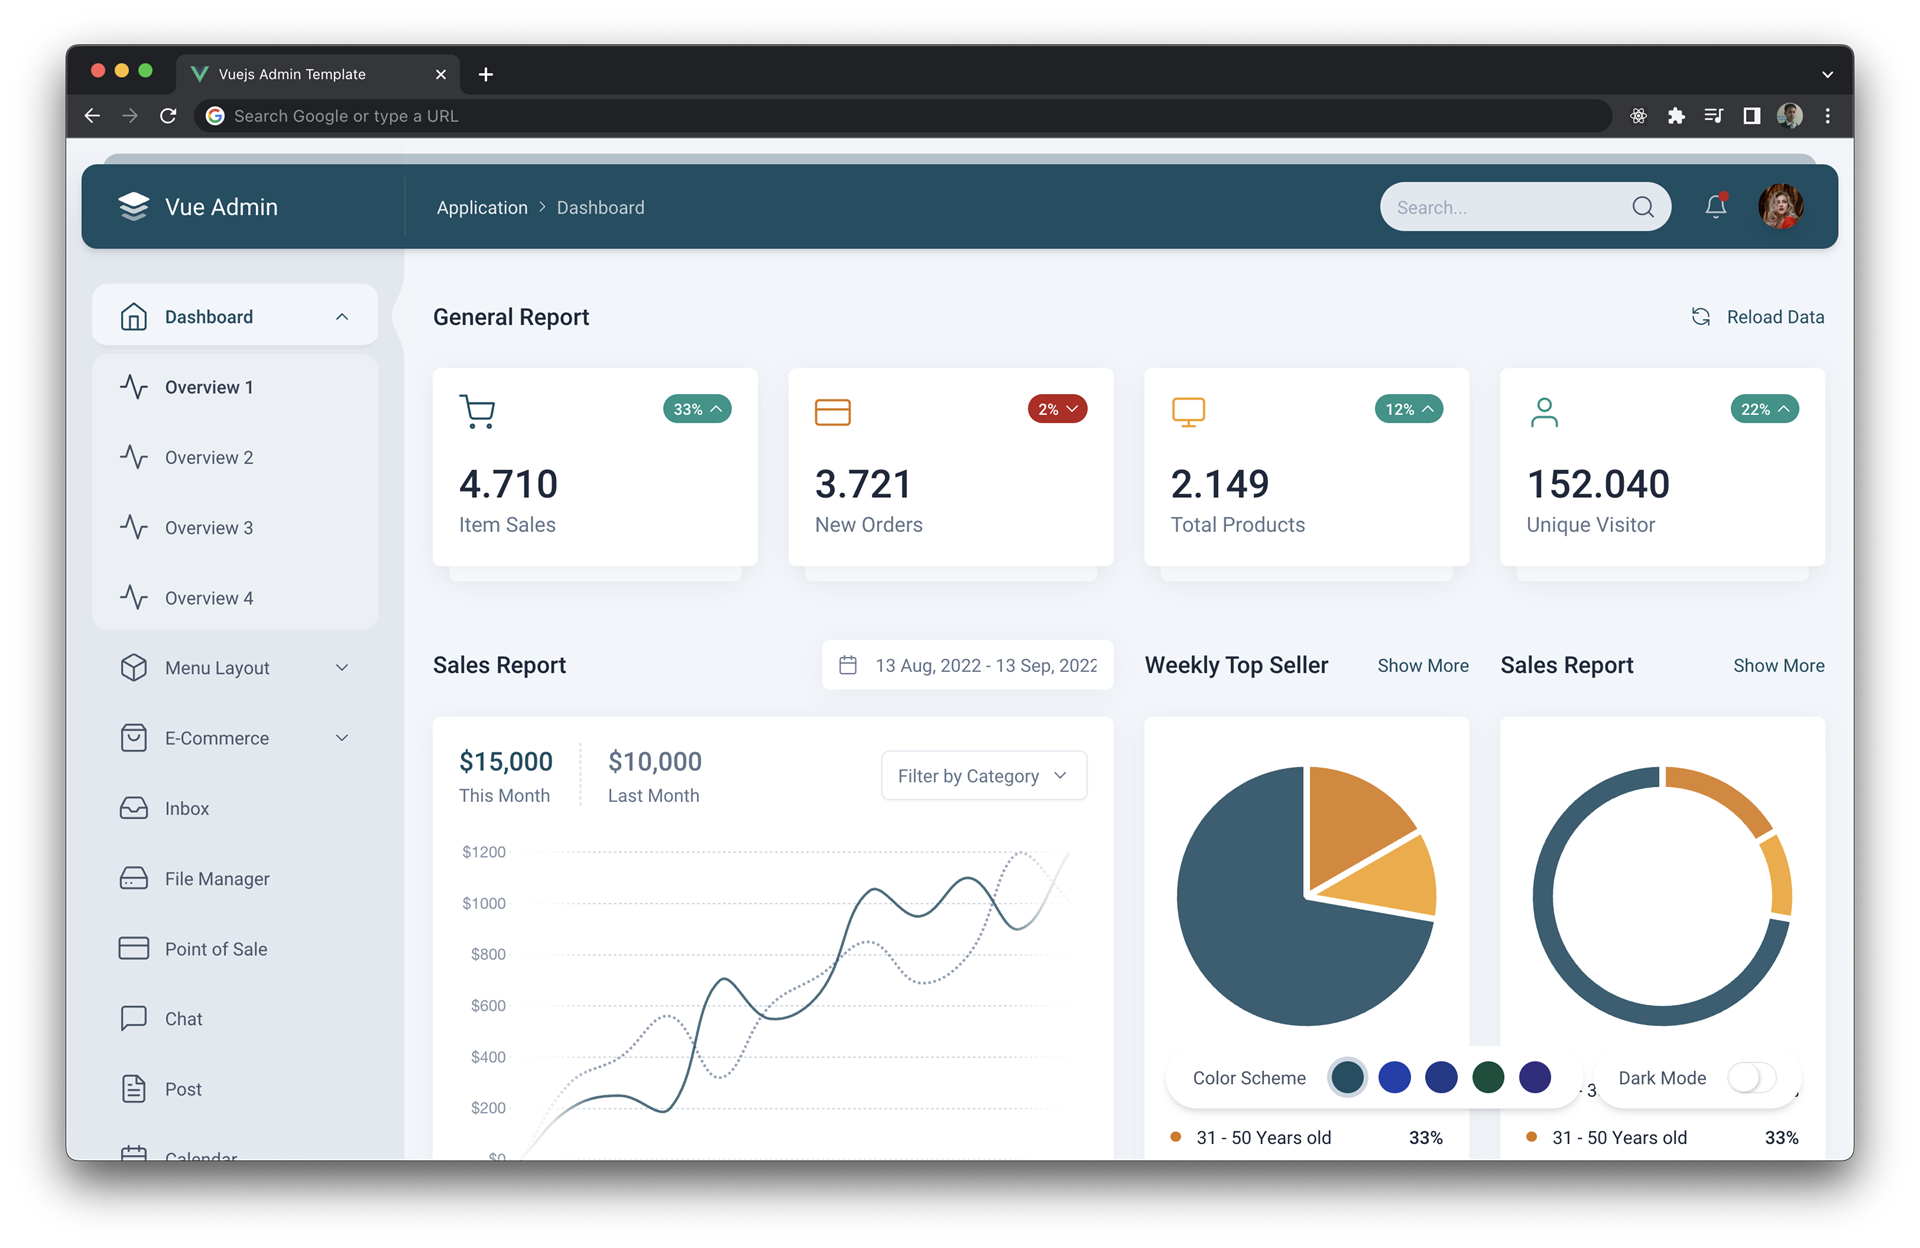 Vuejs Admin Template
Search Google or type a URL
Vue Admin
Application > Dashboard
Search...
Dashboard
Overview 1
Overview 2
Overview 3
Overview 4
Menu Layout
E-Commerce
Inbox
File Manager
Point of Sale
Chat
Post
Calendar
General Report
Reload Data
33%
4.710
Item Sales
2%
3.721
New Orders
12%
2.149
Total Products
22%
152.040
Unique Visitor
Sales Report
13 Aug, 2022 - 13 Sep, 2022
$15,000
This Month
$10,000
Last Month
Filter by Category
$1200
$1000
$800
$600
$400
$200
$0
Weekly Top Seller
Show More
31 - 50 Years old 33%
Sales Report
Show More
31 - 50 Years old 33%
Color Scheme
Dark Mode